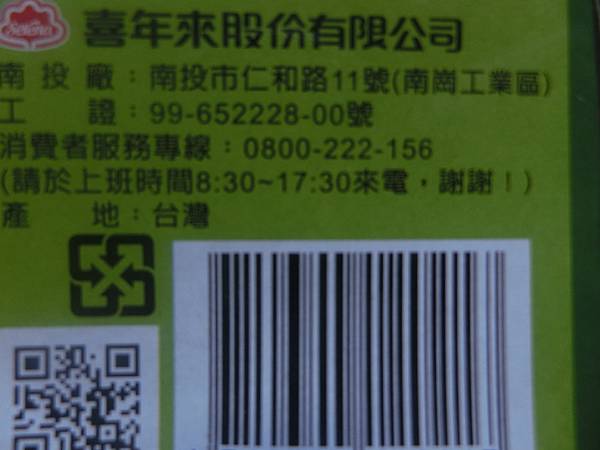 Selena 喜年來股份有限公司
南投廠：南投市仁和路11號(南崗工業區)
工　　證：99-652228-00號
消費者服務專線：0800-222-156
(請於上班時間8:30~17:30來電，謝謝！)
產　　地：台灣